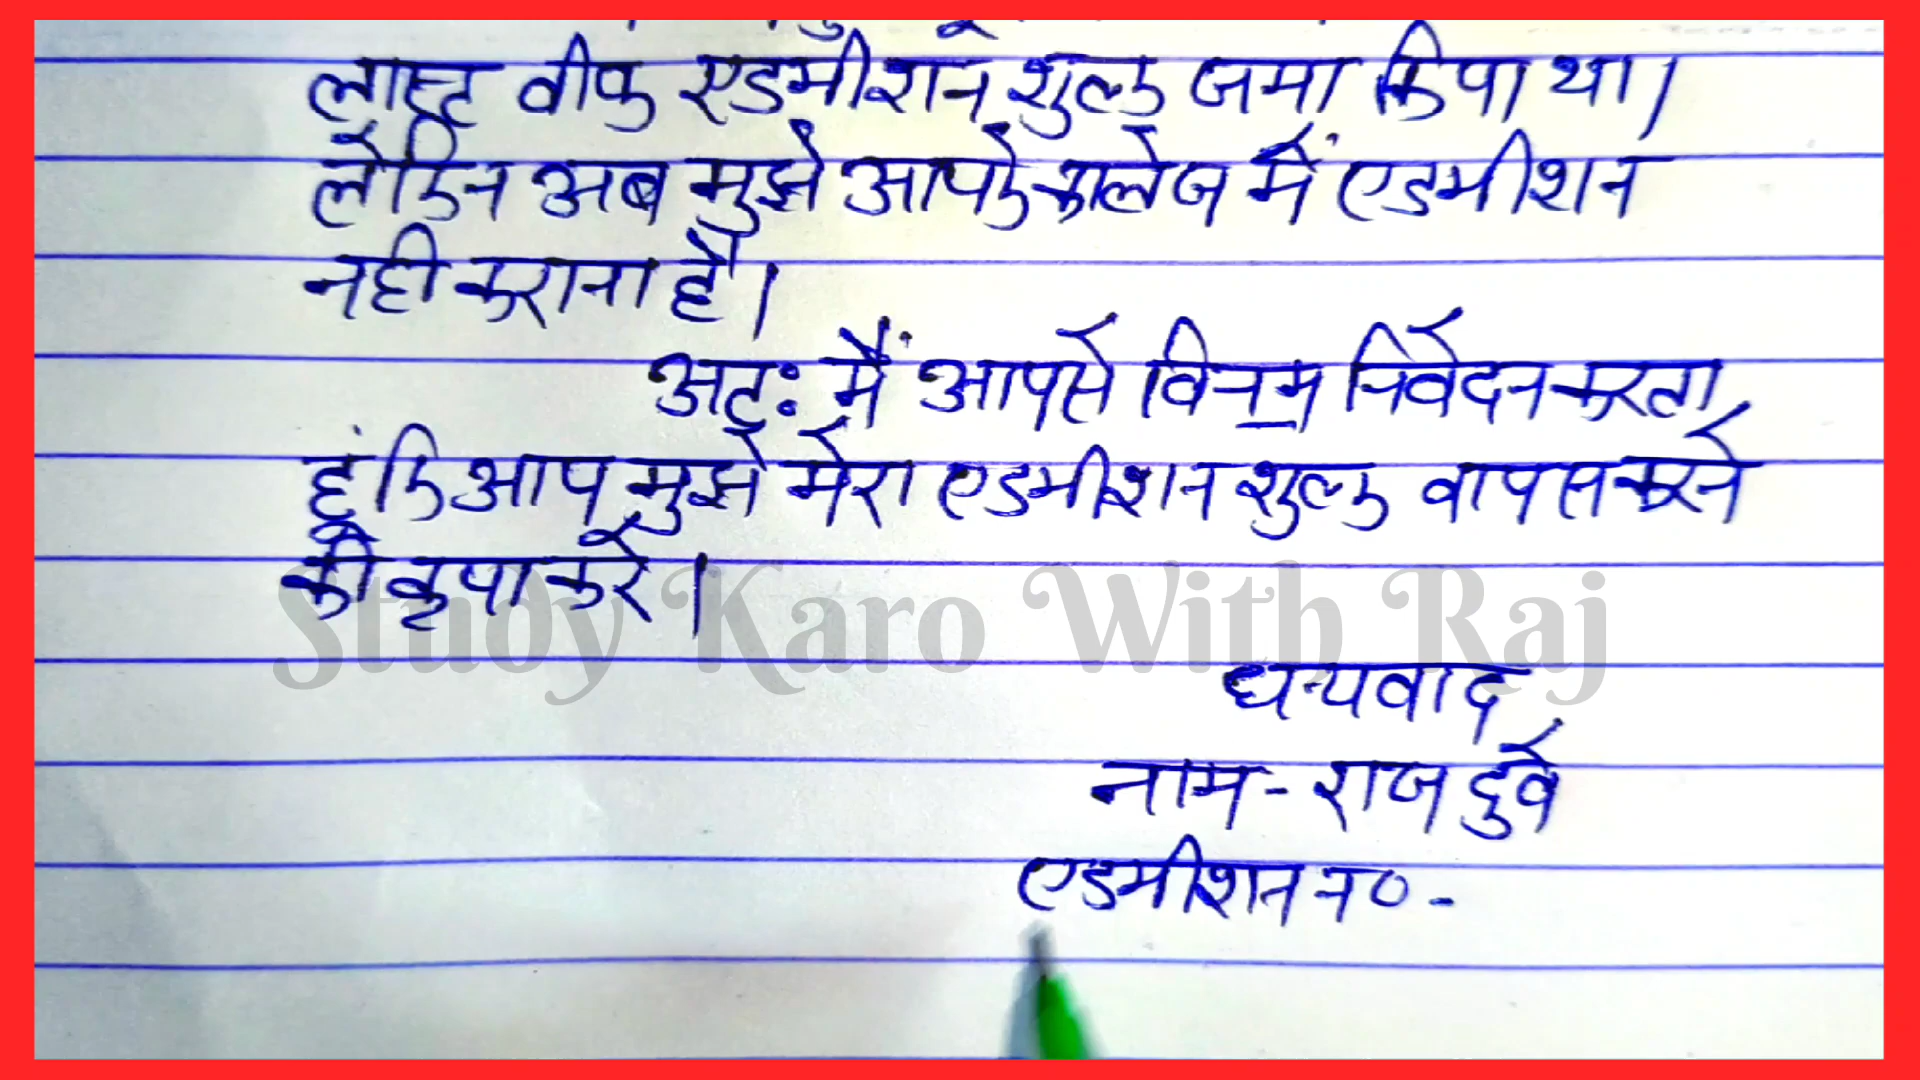 लास्ट वीक एडमीशन शुल्क जमा किया था।
लेकिन अब मुझे आपके कालेज में एडमीशन
नही कराना है।
अतः मैं आपसे विनम्र निवेदन करता
हूं कि आप मुझे मेरा एडमीशन शुल्क वापस करने
की कृपा करे।
Study Karo With Raj
धन्यवाद
नाम - राज दुबे
एडमीशन न० -